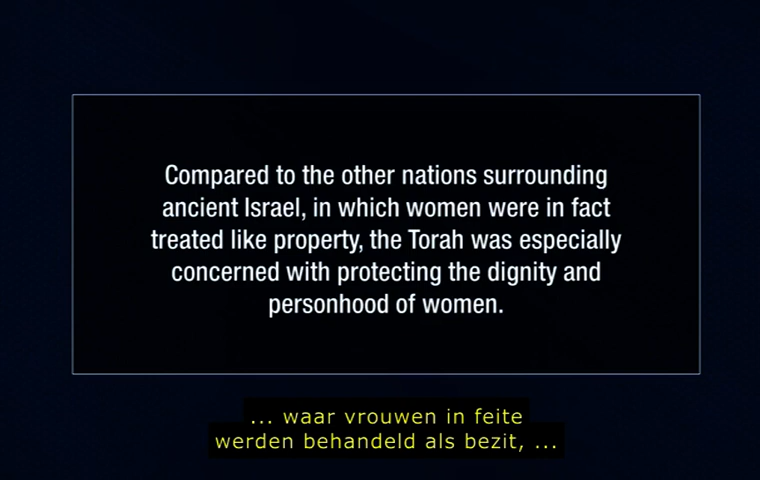 Compared to the other nations surrounding
ancient Israel, in which women were in fact
treated like property, the Torah was especially
concerned with protecting the dignity and
personhood of women.
... waar vrouwen in feite
werden behandeld als bezit, ...